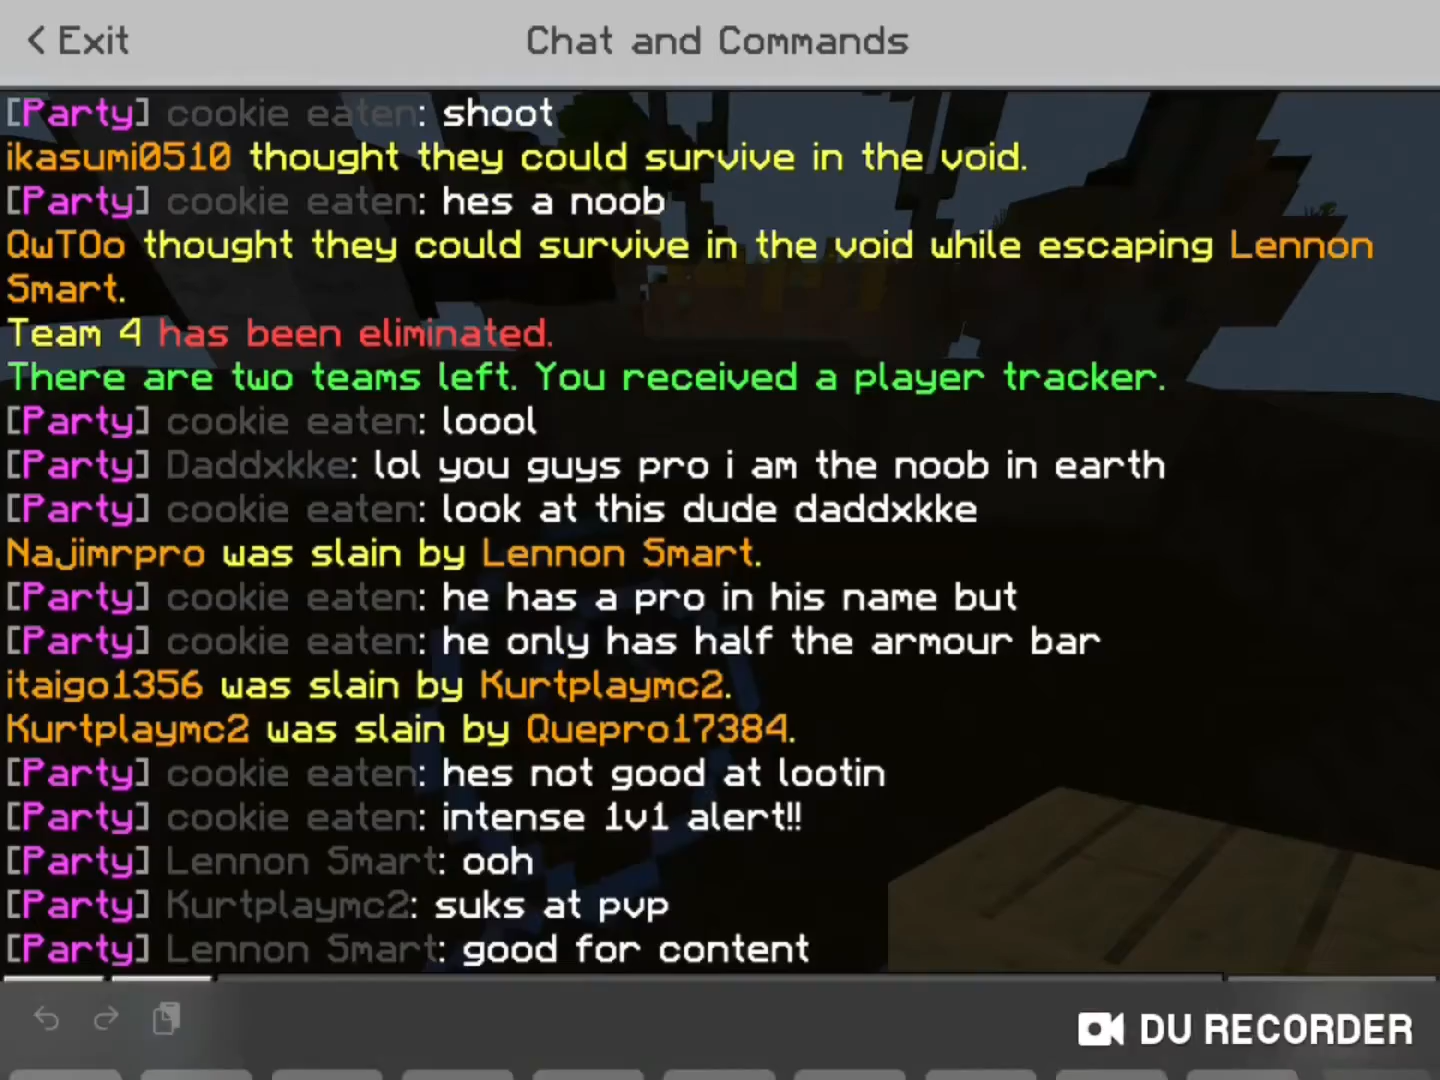 < Exit
Chat and Commands
[Party] cookie eaten: shoot
ikasumi0510 thought they could survive in the void.
[Party] cookie eaten: hes a noob
QwTOo thought they could survive in the void while escaping Lennon
Smart.
Team 4 has been eliminated.
There are two teams left. You received a player tracker.
[Party] cookie eaten: loool
[Party] Daddxkke: lol you guys pro i am the noob in earth
[Party] cookie eaten: look at this dude daddxkke
Najimrpro was slain by Lennon Smart.
[Party] cookie eaten: he has a pro in his name but
[Party] cookie eaten: he only has half the armour bar
itaigo1356 was slain by Kurtplaymc2.
Kurtplaymc2 was slain by Quepro17384.
[Party] cookie eaten: hes not good at lootin
[Party] cookie eaten: intense 1v1 alert!!
[Party] Lennon Smart: ooh
[Party] Kurtplaymc2: suks at pvp
[Party] Lennon Smart: good for content
DU RECORDER